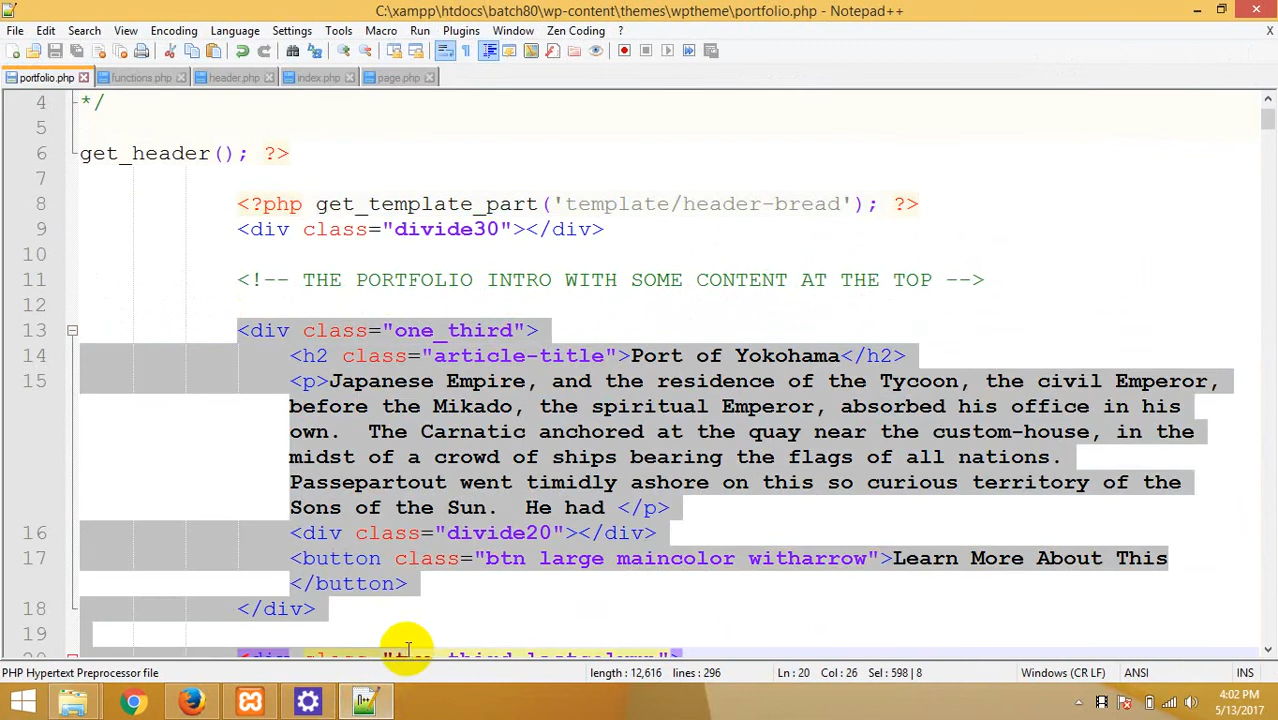 C:\xampp\htdocs\batch80\wp-content\themes\wptheme\portfolio.php - Notepad++
File Edit Search View Encoding Language Settings Tools Macro Run Plugins Window Zen Coding ? X
portfolio.php functions.php header.php index.php page.php
4 */
5
6 get_header(); ?>
7
8 <?php get_template_part('template/header-bread'); ?>
9 <div class="divide30"></div>
10
11 <!-- THE PORTFOLIO INTRO WITH SOME CONTENT AT THE TOP -->
12
13 <div class="one_third">
14 <h2 class="article-title">Port of Yokohama</h2>
15 <p>Japanese Empire, and the residence of the Tycoon, the civil Emperor,
before the Mikado, the spiritual Emperor, absorbed his office in his
own.  The Carnatic anchored at the quay near the custom-house, in the
midst of a crowd of ships bearing the flags of all nations.
Passepartout went timidly ashore on this so curious territory of the
Sons of the Sun.  He had </p>
16 <div class="divide20"></div>
17 <button class="btn large maincolor witharrow">Learn More About This
</button>
18 </div>
19
20 <div class="two_third lastcolumn">
PHP Hypertext Preprocessor file length : 12,616 lines : 296 Ln : 20 Col : 26 Sel : 598 | 8 Windows (CR LF) ANSI INS
4:02 PM
5/13/2017